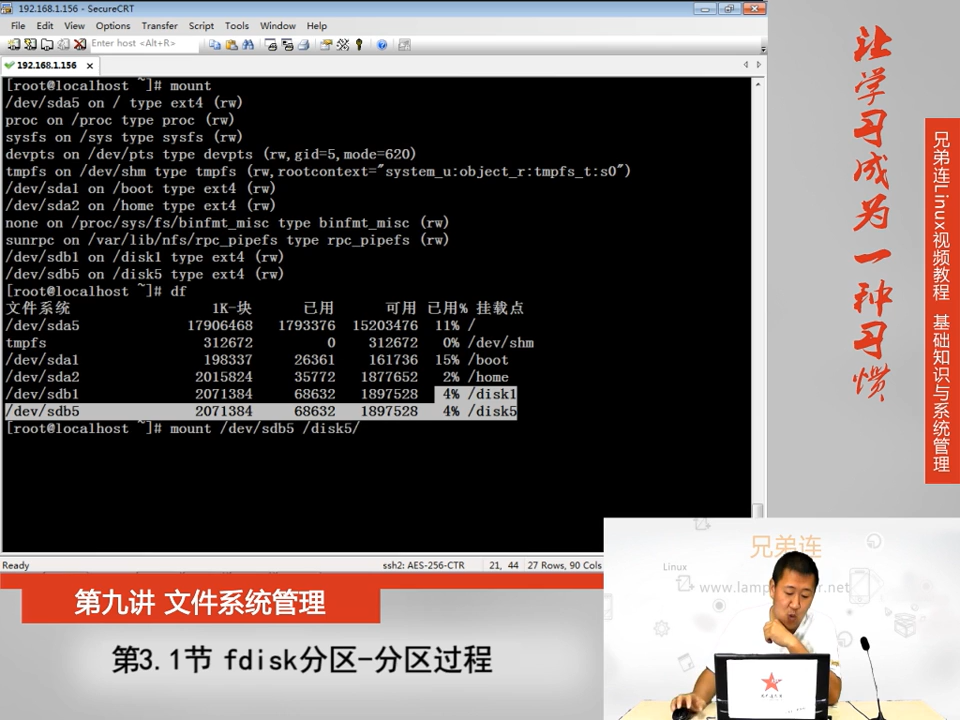 192.168.1.156 - SecureCRT
File Edit View Options Transfer Script Tools Window Help
Enter host <Alt+R>
192.168.1.156
[root@localhost ~]# mount
/dev/sda5 on / type ext4 (rw)
proc on /proc type proc (rw)
sysfs on /sys type sysfs (rw)
devpts on /dev/pts type devpts (rw,gid=5,mode=620)
tmpfs on /dev/shm type tmpfs (rw,rootcontext="system_u:object_r:tmpfs_t:s0")
/dev/sda1 on /boot type ext4 (rw)
/dev/sda2 on /home type ext4 (rw)
none on /proc/sys/fs/binfmt_misc type binfmt_misc (rw)
sunrpc on /var/lib/nfs/rpc_pipefs type rpc_pipefs (rw)
/dev/sdb1 on /disk1 type ext4 (rw)
/dev/sdb5 on /disk5 type ext4 (rw)
[root@localhost ~]# df
文件系统 1K-块 已用 可用 已用% 挂载点
/dev/sda5 17906468 1793376 15203476 11% /
tmpfs 312672 0 312672 0% /dev/shm
/dev/sda1 198337 26361 161736 15% /boot
/dev/sda2 2015824 35772 1877652 2% /home
/dev/sdb1 2071384 68632 1897528 4% /disk1
/dev/sdb5 2071384 68632 1897528 4% /disk5
[root@localhost ~]# mount /dev/sdb5 /disk5/
Ready ssh2: AES-256-CTR 21, 44 27 Rows, 90 Cols
让学习成为一种习惯
兄弟连Linux视频教程 基础知识与系统管理
第九讲 文件系统管理
第3.1节 fdisk分区-分区过程
兄弟连
Linux